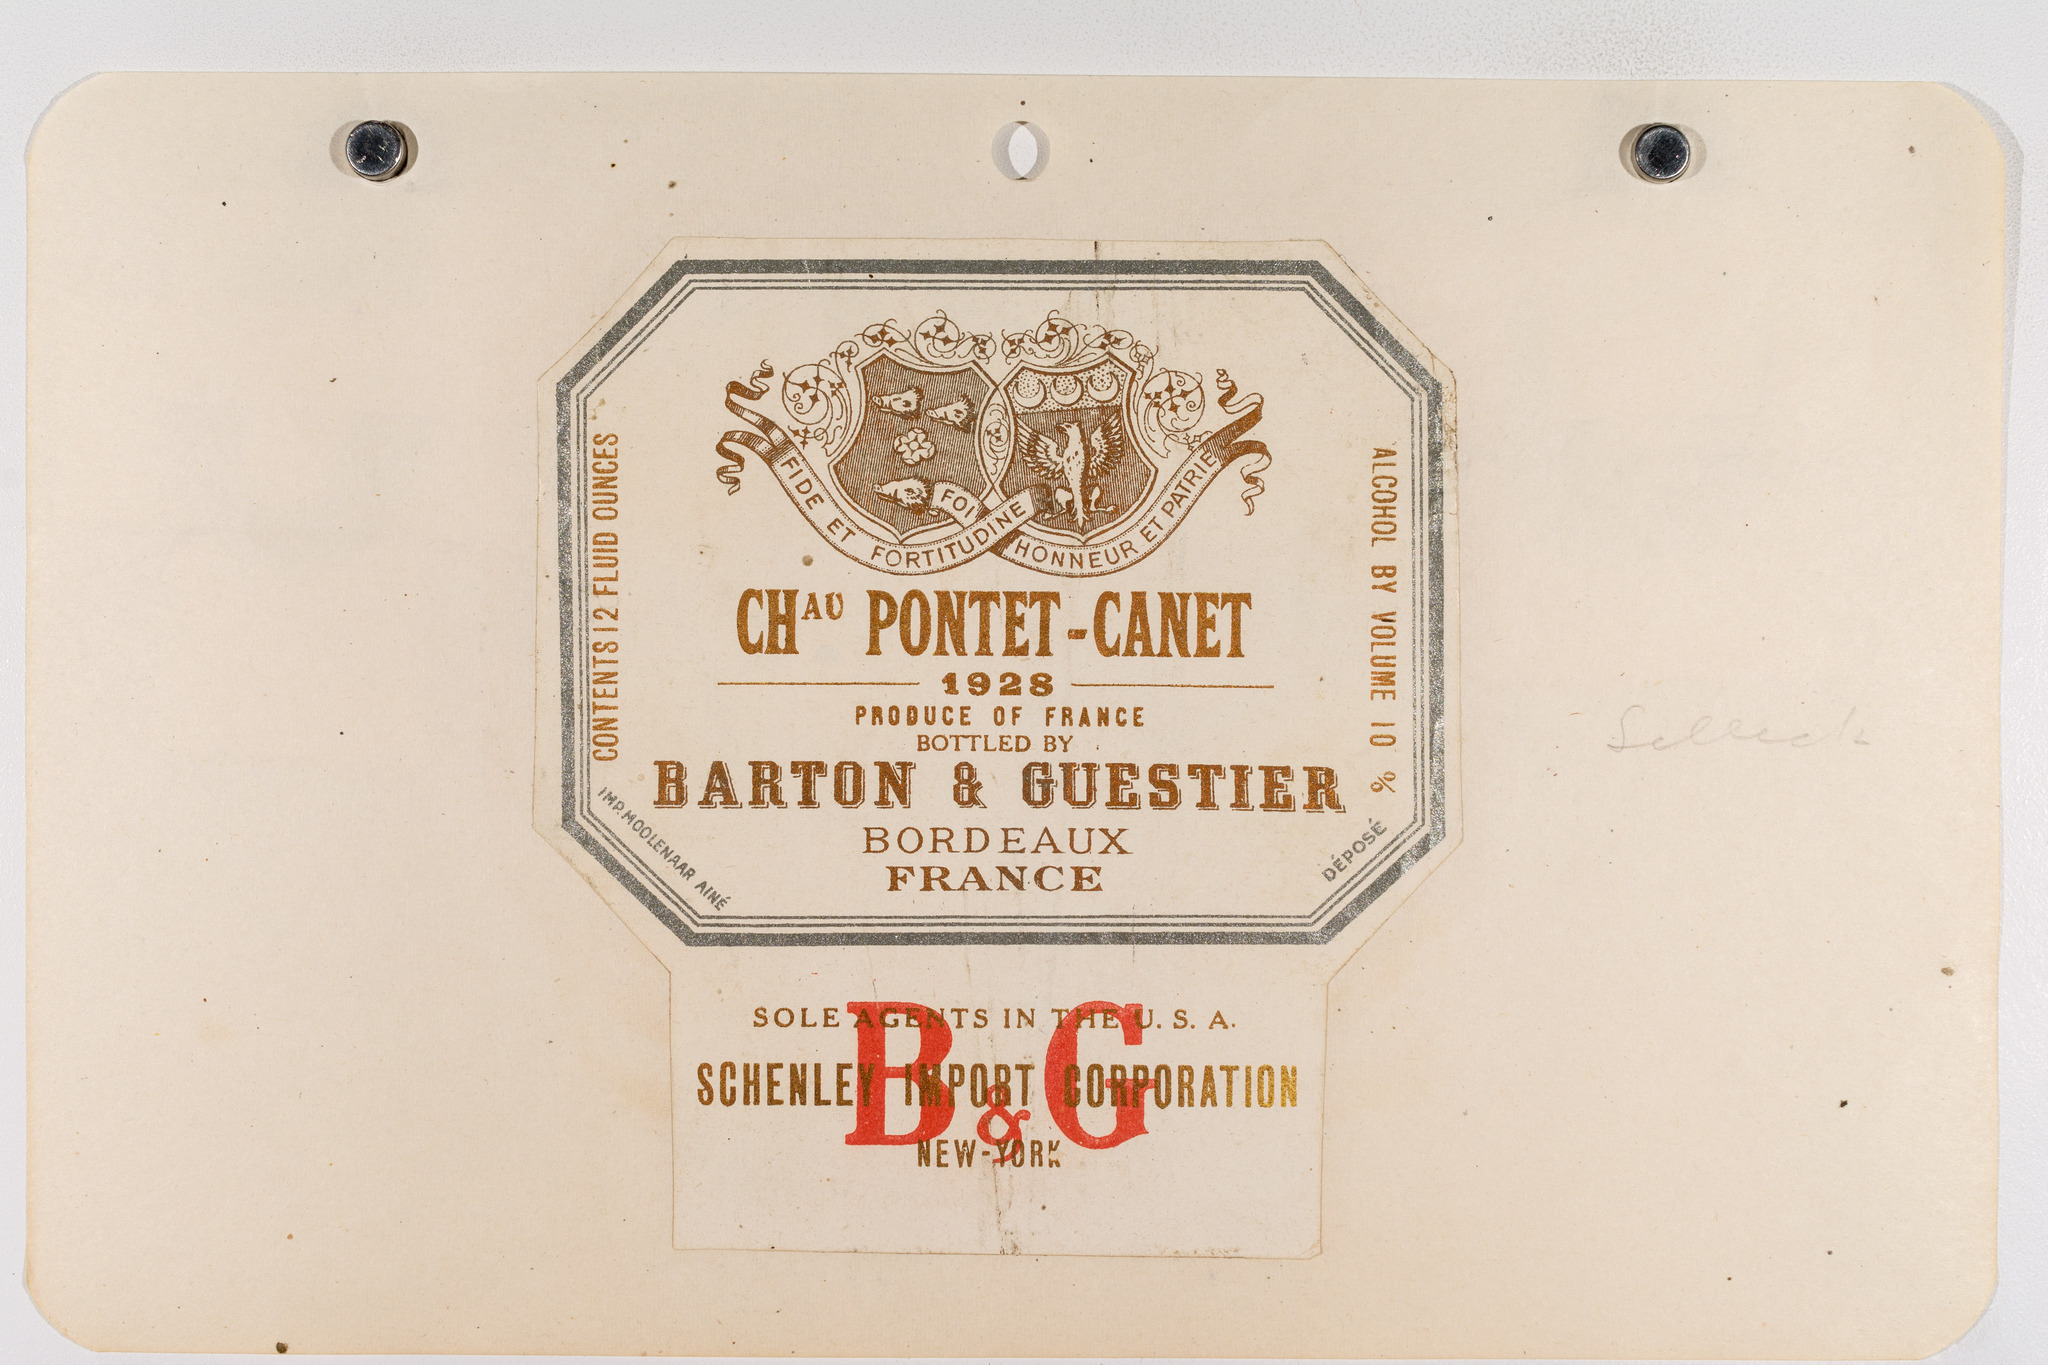 FIDE ET FORTITUDINE
FOI HONNEUR ET PATRIE
CHAU PONTET-CANET
1928
PRODUCE OF FRANCE
BOTTLED BY
BARTON & GUESTIER
BORDEAUX
FRANCE
CONTENTS 12 FLUID OUNCES
ALCOHOL BY VOLUME 10 %
IMP. MOOLENAAR AINÉ
DÉPOSÉ
B & G
SOLE AGENTS IN THE U. S. A.
SCHENLEY IMPORT CORPORATION
NEW-YORK